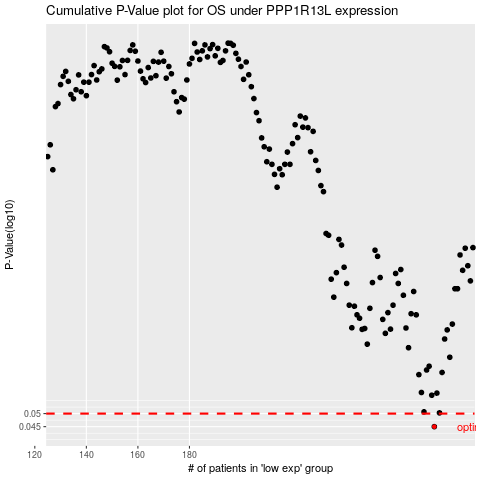 Cumulative P-Value plot for OS under PPP1R13L expression
P-Value(log10)
0.05
0.045
opti
120 140 160 180
# of patients in 'low exp' group